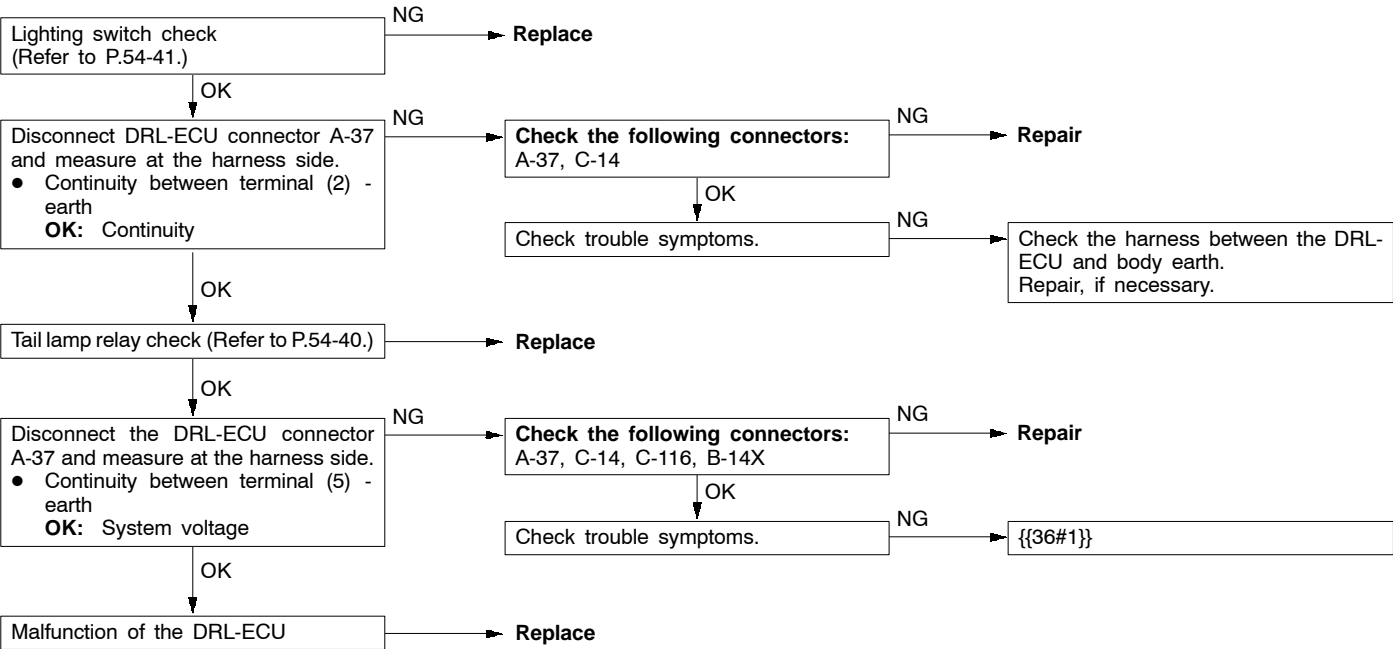 Lighting switch check
(Refer to P.54-41.)
NG
Replace
OK
Disconnect DRL-ECU connector A-37
and measure at the harness side.
● Continuity between terminal (2) -
earth
OK: Continuity
NG
Check the following connectors:
A-37, C-14
NG
Repair
OK
Check trouble symptoms.
NG
Check the harness between the DRL-
ECU and body earth.
Repair, if necessary.
OK
Tail lamp relay check (Refer to P.54-40.)
Replace
OK
Disconnect the DRL-ECU connector
A-37 and measure at the harness side.
● Continuity between terminal (5) -
earth
OK: System voltage
NG
Check the following connectors:
A-37, C-14, C-116, B-14X
NG
Repair
OK
Check trouble symptoms.
NG
{{36#1}}
OK
Malfunction of the DRL-ECU
Replace